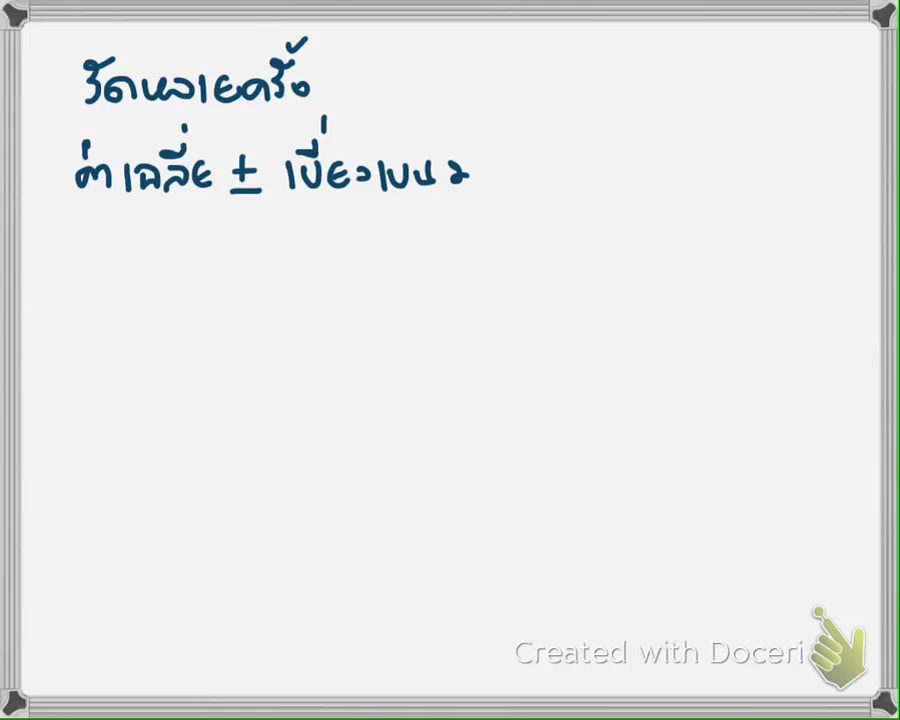 วัดหลายครั้ง
ค่าเฉลี่ย ± เบี่ยงเบน
Created with Doceri